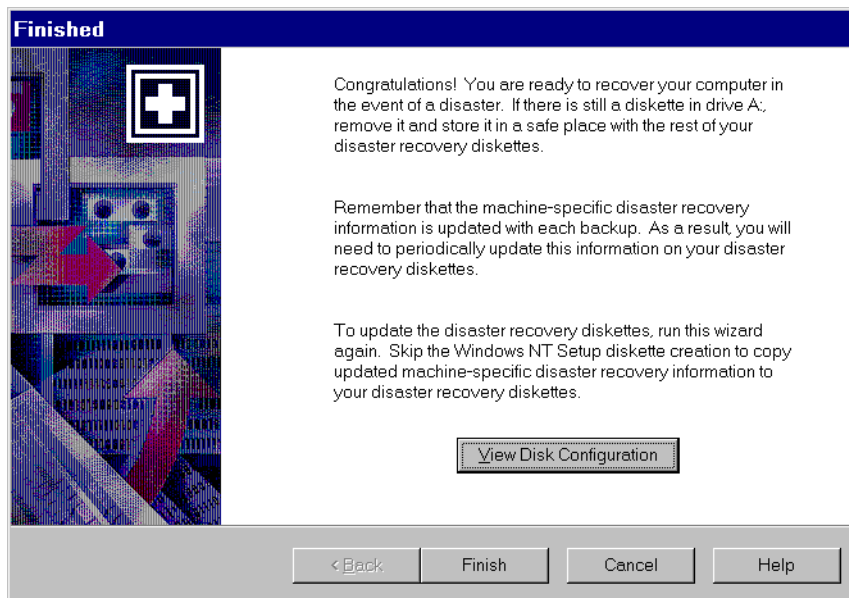 Finished
Congratulations! You are ready to recover your computer in
the event of a disaster. If there is still a diskette in drive A:,
remove it and store it in a safe place with the rest of your
disaster recovery diskettes.
Remember that the machine-specific disaster recovery
information is updated with each backup. As a result, you will
need to periodically update this information on your disaster
recovery diskettes.
To update the disaster recovery diskettes, run this wizard
again. Skip the Windows NT Setup diskette creation to copy
updated machine-specific disaster recovery information to
your disaster recovery diskettes.
View Disk Configuration
< Back
Finish
Cancel
Help